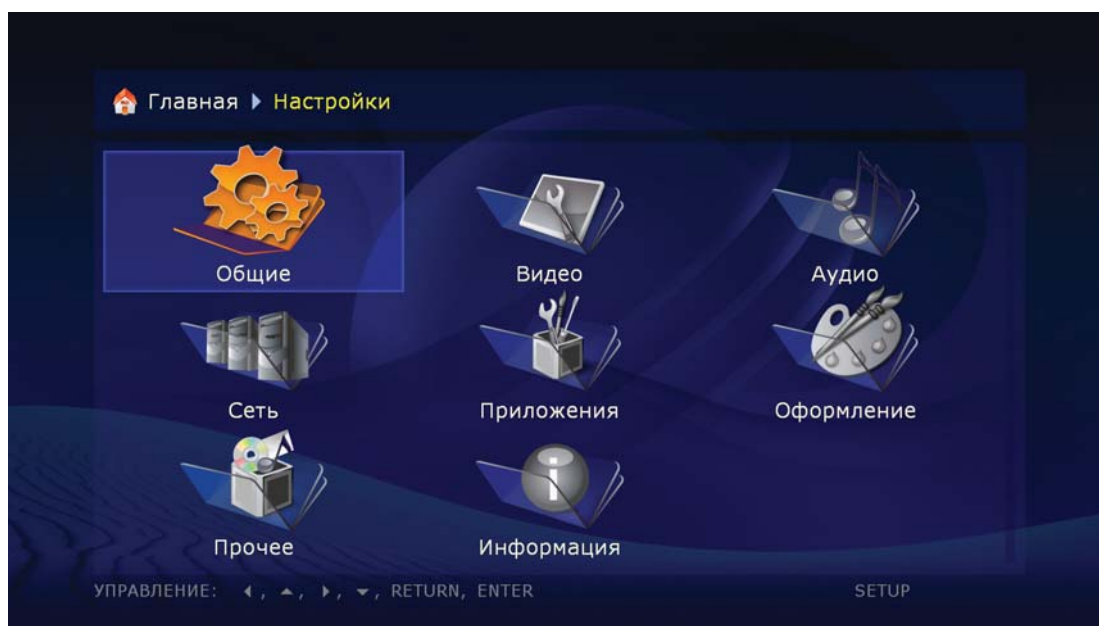 Главная Настройки
Общие Видео Аудио
Сеть Приложения Оформление
Прочее Информация
УПРАВЛЕНИЕ: ◂, ▴, ▸, ▾, RETURN, ENTER SETUP